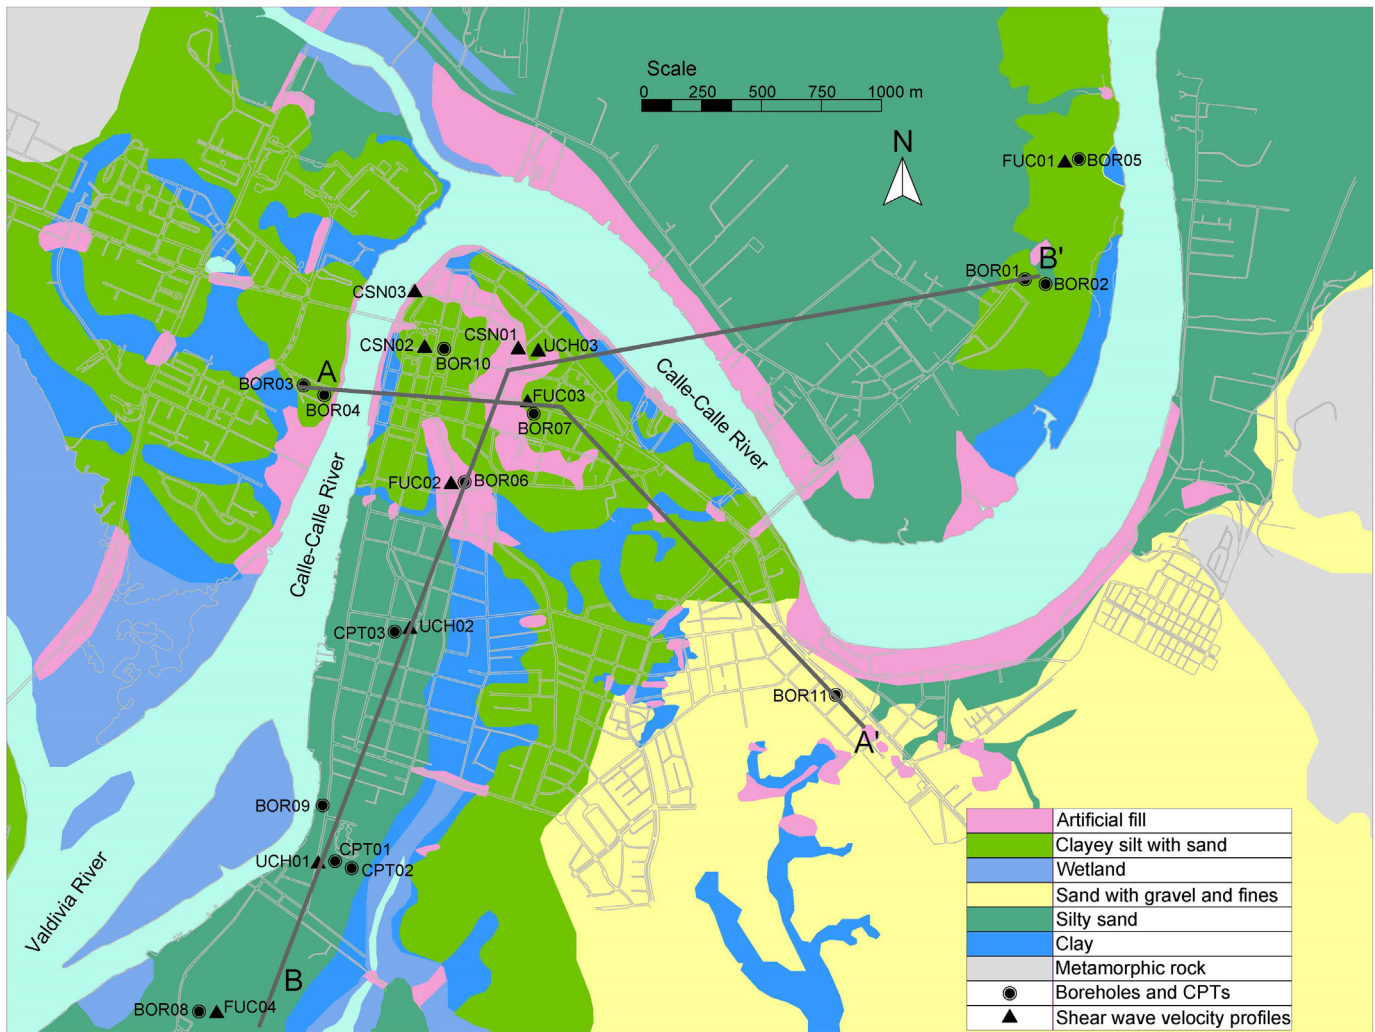 Scale
0 250 500 750 1000 m
N
FUC01
BOR05
B'
BOR01
BOR02
CSN03
CSN02
BOR10
CSN01
UCH03
A
BOR03
BOR04
FUC03
BOR07
Calle-Calle River
Calle-Calle River
FUC02
BOR06
CPT03
UCH02
BOR11
A'
BOR09
UCH01
CPT01
CPT02
Valdivia River
B
BOR08
FUC04
Artificial fill
Clayey silt with sand
Wetland
Sand with gravel and fines
Silty sand
Clay
Metamorphic rock
Boreholes and CPTs
Shear wave velocity profiles